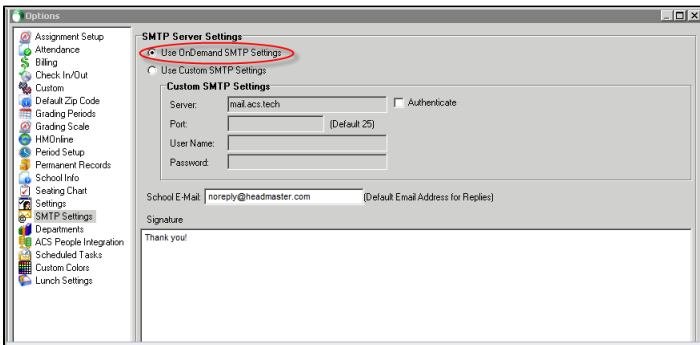 Options
Assignment Setup
Attendance
Billing
Check In/Out
Custom
Default Zip Code
Grading Periods
Grading Scale
HMOnline
Period Setup
Permanent Records
School Info
Seating Chart
Settings
SMTP Settings
Departments
ACS People Integration
Scheduled Tasks
Custom Colors
Lunch Settings
SMTP Server Settings
Use OnDemand SMTP Settings
Use Custom SMTP Settings
Custom SMTP Settings
Server: mail.acs.tech Authenticate
Port: (Default 25)
User Name:
Password:
School E-Mail: noreply@headmaster.com (Default Email Address for Replies)
Signature
Thank you!